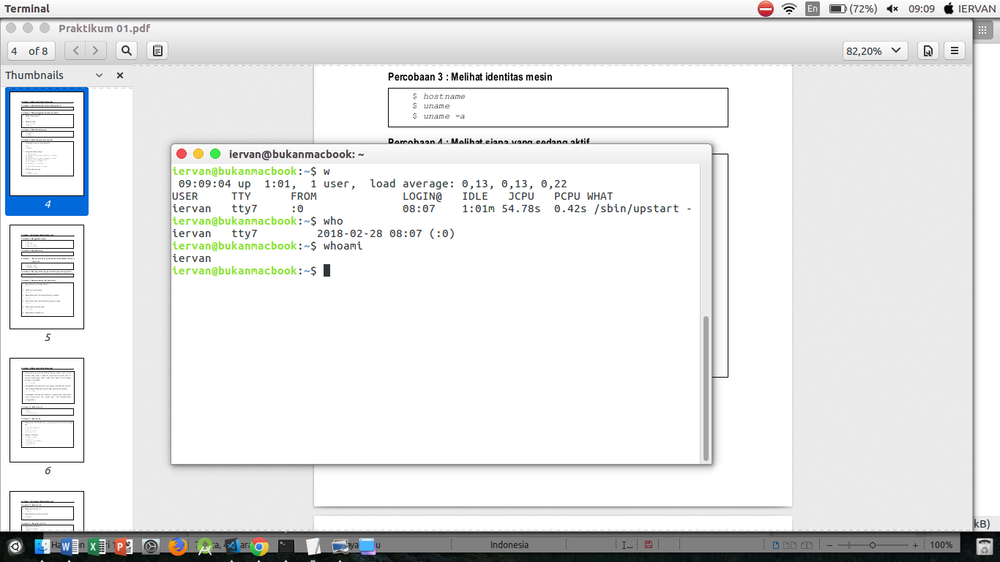 Terminal
En
(72%)
09:09
IERVAN
Praktikum 01.pdf
4 of 8
82,20%
Thumbnails
4
5
6
Percobaan 3 : Melihat identitas mesin
$ hostname
$ uname
$ uname -a
Percobaan 4 : Melihat siapa yang sedang aktif
iervan@bukanmacbook: ~
iervan@bukanmacbook:~$ w
09:09:04 up 1:01, 1 user, load average: 0,13, 0,13, 0,22
USER TTY FROM LOGIN@ IDLE JCPU PCPU WHAT
iervan tty7 :0 08:07 1:01m 54.78s 0.42s /sbin/upstart -
iervan@bukanmacbook:~$ who
iervan tty7 2018-02-28 08:07 (:0)
iervan@bukanmacbook:~$ whoami
iervan
iervan@bukanmacbook:~$
kB)
Indonesia
100%